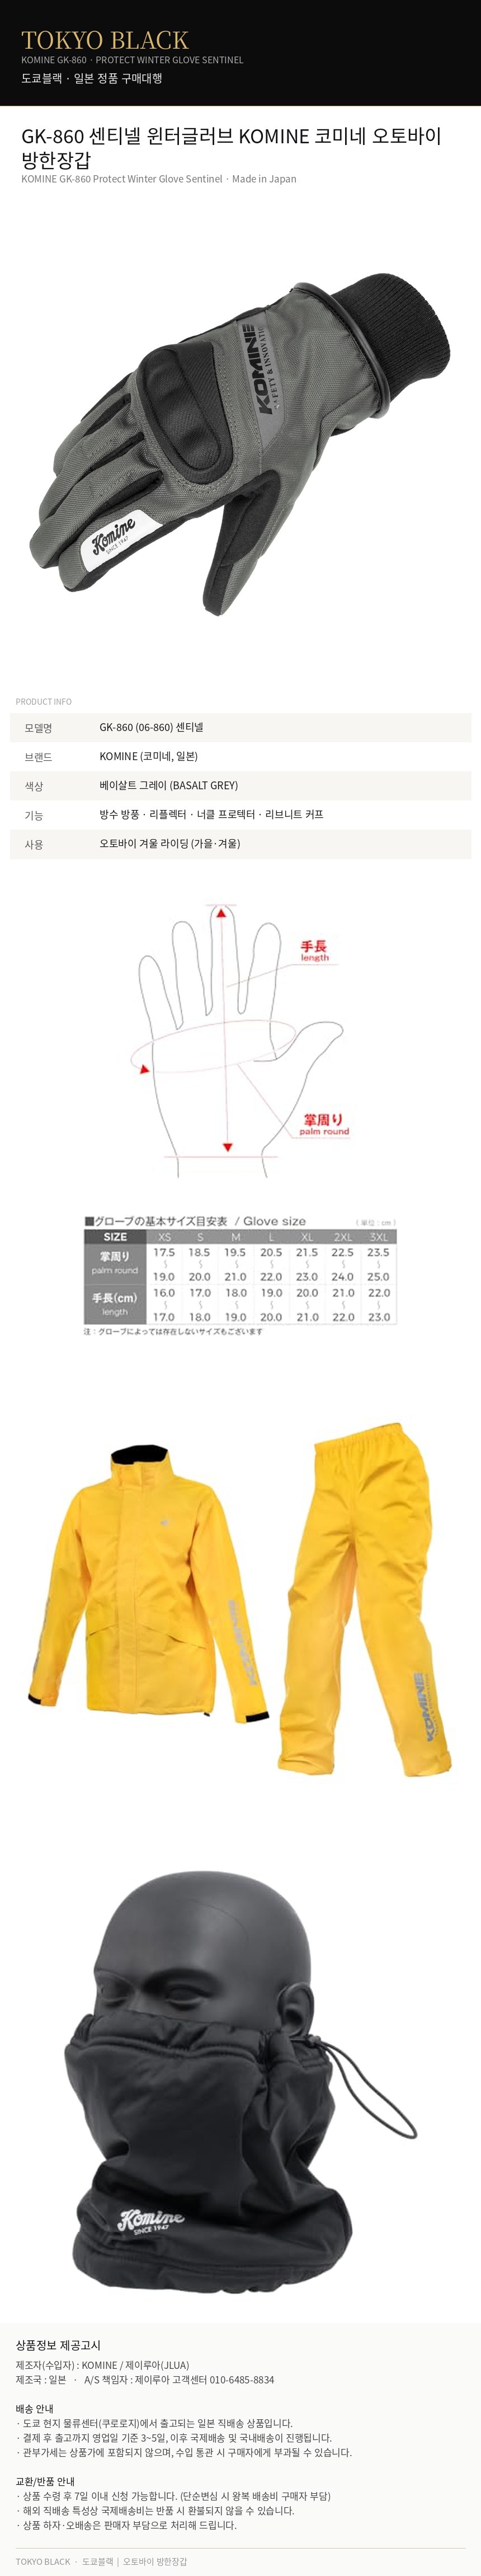 TOKYO BLACK
KOMINE GK-860 · PROTECT WINTER GLOVE SENTINEL
도쿄블랙 · 일본 정품 구매대행
GK-860 센티넬 윈터글러브 KOMINE 코미네 오토바이
방한장갑
KOMINE GK-860 Protect Winter Glove Sentinel · Made in Japan
KOMINE
SAFETY & INNOVATION
Komine
SINCE 1947
PRODUCT INFO
모델명 GK-860 (06-860) 센티넬
브랜드 KOMINE (코미네, 일본)
색상 베이살트 그레이 (BASALT GREY)
기능 방수 방풍 · 리플렉터 · 너클 프로텍터 · 리브니트 커프
사용 오토바이 겨울 라이딩 (가을·겨울)
手長
length
掌周り
palm round
■グローブの基本サイズ目安表 / Glove size (単位:cm)
SIZE XS S M L XL 2XL 3XL
掌周り palm round 17.5 18.5 19.5 20.5 21.5 22.5 23.5
19.0 20.0 21.0 22.0 23.0 24.0 25.0
手長(cm) length 16.0 17.0 18.0 19.0 20.0 21.0 22.0
17.0 18.0 19.0 20.0 21.0 22.0 23.0
注:グローブによっては存在しないサイズもございます
KOMINE
KOMINE
Komine
SINCE 1947
상품정보 제공고시
제조자(수입자) : KOMINE / 제이루아(JLUA)
제조국 : 일본 · A/S 책임자 : 제이루아 고객센터 010-6485-8834
배송 안내
· 도쿄 현지 물류센터(쿠로로지)에서 출고되는 일본 직배송 상품입니다.
· 결제 후 출고까지 영업일 기준 3~5일, 이후 국제배송 및 국내배송이 진행됩니다.
· 관부가세는 상품가에 포함되지 않으며, 수입 통관 시 구매자에게 부과될 수 있습니다.
교환/반품 안내
· 상품 수령 후 7일 이내 신청 가능합니다. (단순변심 시 왕복 배송비 구매자 부담)
· 해외 직배송 특성상 국제배송비는 반품 시 환불되지 않을 수 있습니다.
· 상품 하자·오배송은 판매자 부담으로 처리해 드립니다.
TOKYO BLACK · 도쿄블랙 | 오토바이 방한장갑